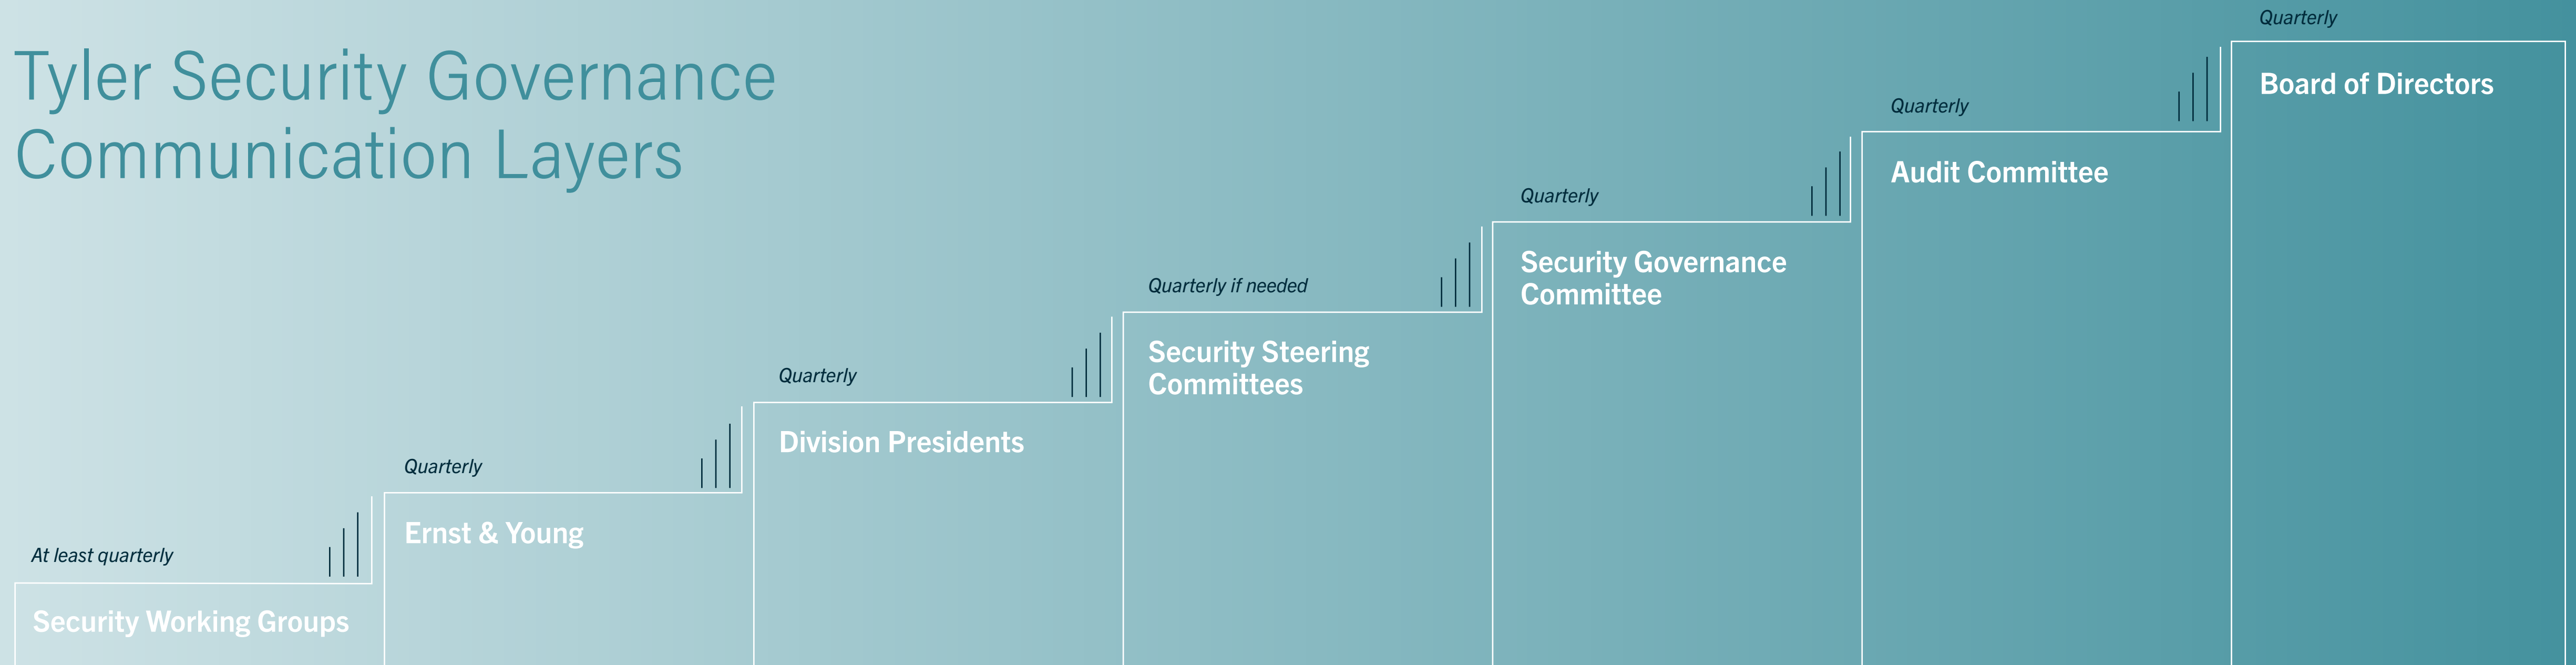 Tyler Security Governance
Communication Layers
At least quarterly
Security Working Groups
Quarterly
Ernst & Young
Quarterly
Division Presidents
Quarterly if needed
Security Steering
Committees
Quarterly
Security Governance
Committee
Quarterly
Audit Committee
Quarterly
Board of Directors